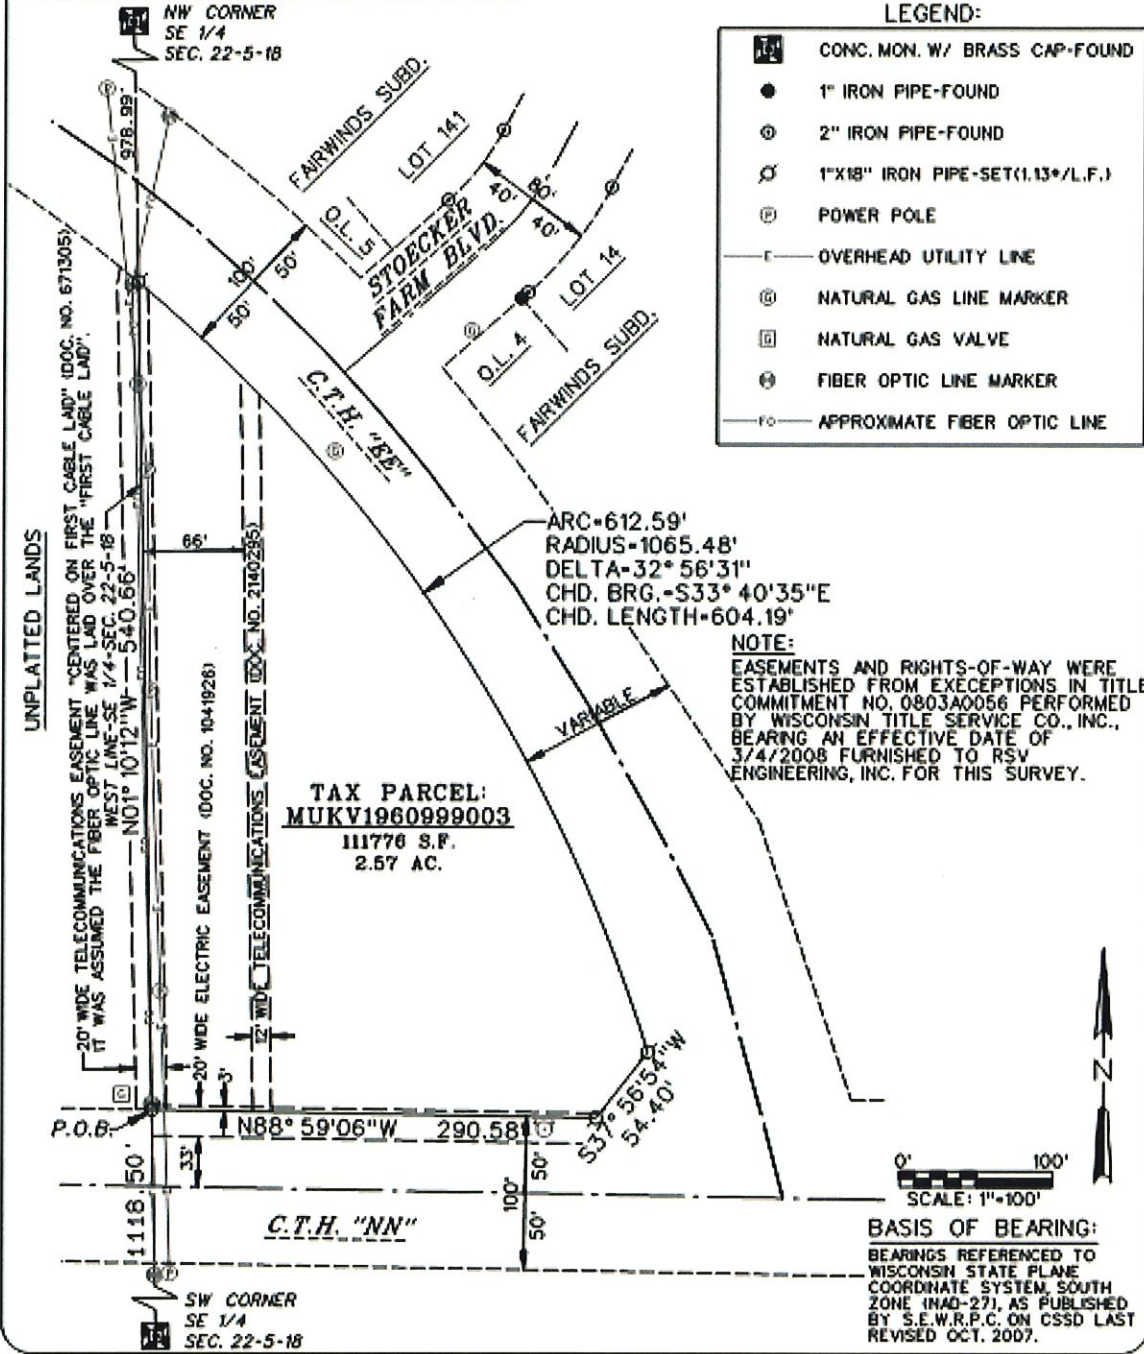 NW CORNER
SE 1/4
SEC. 22-5-18
978.99'
FAIRWINDS SUBD.
LOT 141
O.L. 5
STOECKER
FARM BLVD.
40'
80'
40'
100'
50'
50'
LOT 14
O.L. 4
FAIRWINDS SUBD.
C.T.H. "EE"
LEGEND:
CONC. MON. W/ BRASS CAP-FOUND
1" IRON PIPE-FOUND
2" IRON PIPE-FOUND
1"X18" IRON PIPE-SET(1.13#/L.F.)
P POWER POLE
E OVERHEAD UTILITY LINE
G NATURAL GAS LINE MARKER
G NATURAL GAS VALVE
FIBER OPTIC LINE MARKER
FO APPROXIMATE FIBER OPTIC LINE
UNPLATTED LANDS
20' WIDE TELECOMMUNICATIONS EASEMENT "CENTERED ON FIRST CABLE LAID" (DOC. NO. 671305).
IT WAS ASSUMED THE FIBER OPTIC LINE WAS LAID OVER THE "FIRST CABLE LAID".
WEST LINE-SE 1/4-SEC. 22-5-18
N01° 10'12"W 540.66'
66'
20' WIDE ELECTRIC EASEMENT (DOC. NO. 1041926)
12' WIDE TELECOMMUNICATIONS EASEMENT (DOC. NO. 2140295)
ARC=612.59'
RADIUS=1065.48'
DELTA=32° 56'31"
CHD. BRG.=S33° 40'35"E
CHD. LENGTH=604.19'
NOTE:
EASEMENTS AND RIGHTS-OF-WAY WERE
ESTABLISHED FROM EXECEPTIONS IN TITLE
COMMITMENT NO. 0803A0056 PERFORMED
BY WISCONSIN TITLE SERVICE CO., INC.,
BEARING AN EFFECTIVE DATE OF
3/4/2008 FURNISHED TO RSV
ENGINEERING, INC. FOR THIS SURVEY.
VARIABLE
TAX PARCEL:
MUKV1960999003
111776 S.F.
2.57 AC.
3'
P.O.B.
N88° 59'06"W 290.58'
S37° 56'54"W
54.40'
33'
50'
100'
50'
1118.50'
C.T.H. "NN"
SW CORNER
SE 1/4
SEC. 22-5-18
N
0' 100'
SCALE: 1"=100'
BASIS OF BEARING:
BEARINGS REFERENCED TO
WISCONSIN STATE PLANE
COORDINATE SYSTEM, SOUTH
ZONE (NAD-27), AS PUBLISHED
BY S.E.W.R.P.C. ON CSSD LAST
REVISED OCT. 2007.